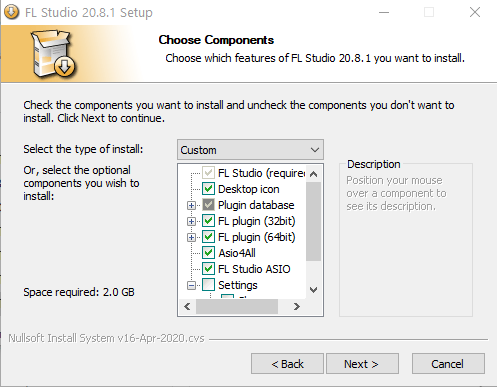 FL Studio 20.8.1 Setup
Choose Components
Choose which features of FL Studio 20.8.1 you want to install.
Check the components you want to install and uncheck the components you don't want to
install. Click Next to continue.
Select the type of install:
Custom
Or, select the optional
components you wish to
install:
FL Studio (require
Desktop icon
Plugin database
FL plugin (32bit)
FL plugin (64bit)
Asio4All
FL Studio ASIO
Settings
Description
Position your mouse
over a component to
see its description.
Space required: 2.0 GB
Nullsoft Install System v16-Apr-2020.cvs
< Back
Next >
Cancel